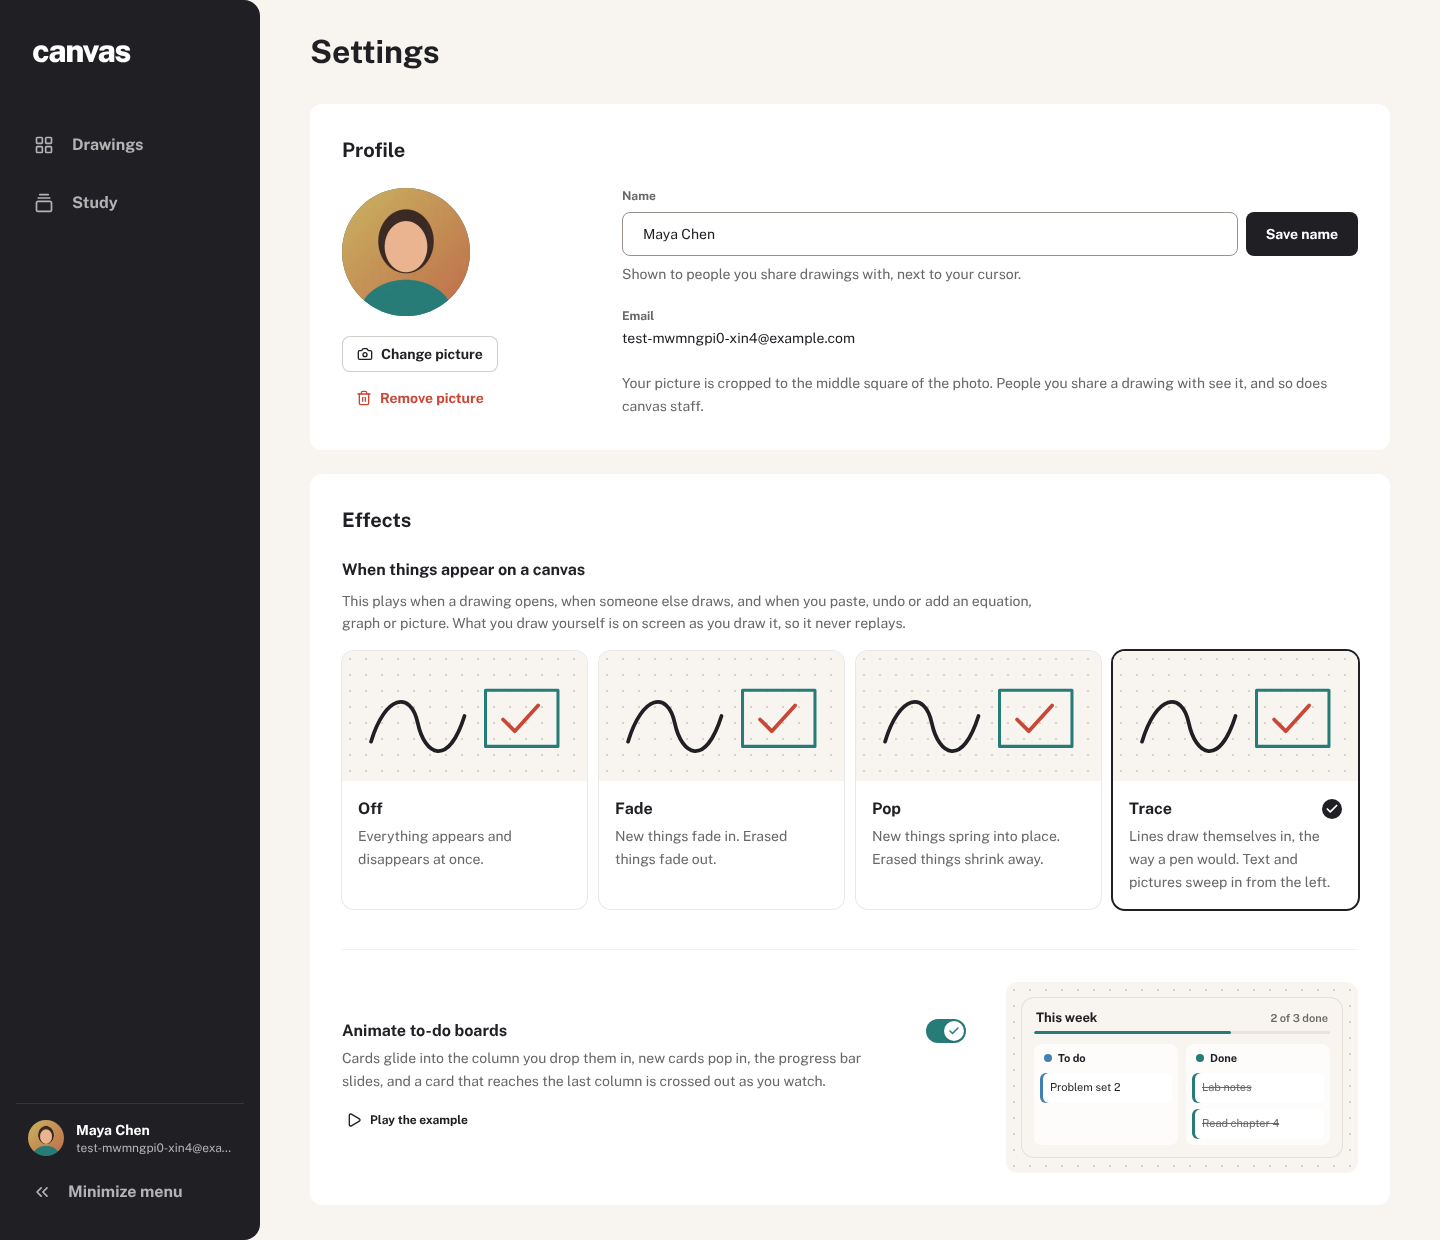 canvas
Drawings
Study
Maya Chen
test-mwmngpi0-xin4@exa...
Minimize menu
Settings
Profile
Change picture
Remove picture
Name
Maya Chen
Save name
Shown to people you share drawings with, next to your cursor.
Email
test-mwmngpi0-xin4@example.com
Your picture is cropped to the middle square of the photo. People you share a drawing with see it, and so does
canvas staff.
Effects
When things appear on a canvas
This plays when a drawing opens, when someone else draws, and when you paste, undo or add an equation,
graph or picture. What you draw yourself is on screen as you draw it, so it never replays.
Off
Everything appears and
disappears at once.
Fade
New things fade in. Erased
things fade out.
Pop
New things spring into place.
Erased things shrink away.
Trace
Lines draw themselves in, the
way a pen would. Text and
pictures sweep in from the left.
Animate to-do boards
Cards glide into the column you drop them in, new cards pop in, the progress bar
slides, and a card that reaches the last column is crossed out as you watch.
Play the example
This week
2 of 3 done
To do
Problem set 2
Done
Lab notes
Read chapter 4